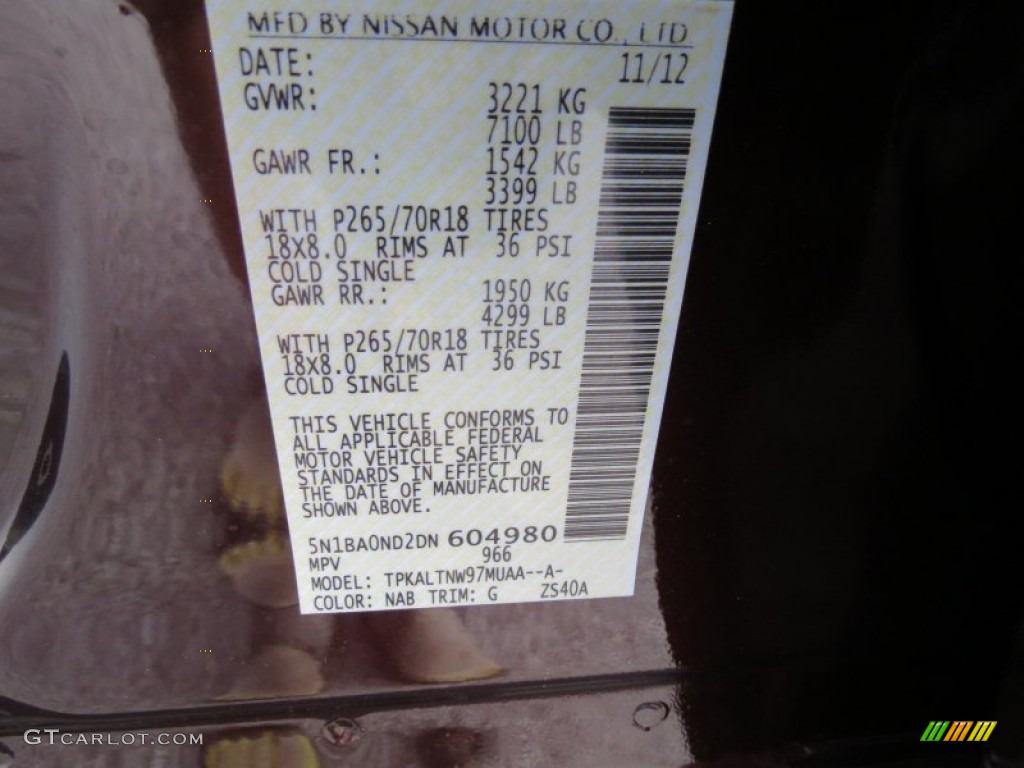 MFD BY NISSAN MOTOR CO., LTD
DATE: 11/12
GVWR: 3221 KG
7100 LB
GAWR FR.: 1542 KG
3399 LB
WITH P265/70R18 TIRES
18X8.0 RIMS AT 36 PSI
COLD SINGLE
GAWR RR.: 1950 KG
4299 LB
WITH P265/70R18 TIRES
18X8.0 RIMS AT 36 PSI
COLD SINGLE
THIS VEHICLE CONFORMS TO
ALL APPLICABLE FEDERAL
MOTOR VEHICLE SAFETY
STANDARDS IN EFFECT ON
THE DATE OF MANUFACTURE
SHOWN ABOVE.
5N1BA0ND2DN 604980
MPV 966
MODEL: TPKALTNW97MUAA--A-
COLOR: NAB TRIM: G ZS40A
GTCARLOT.COM